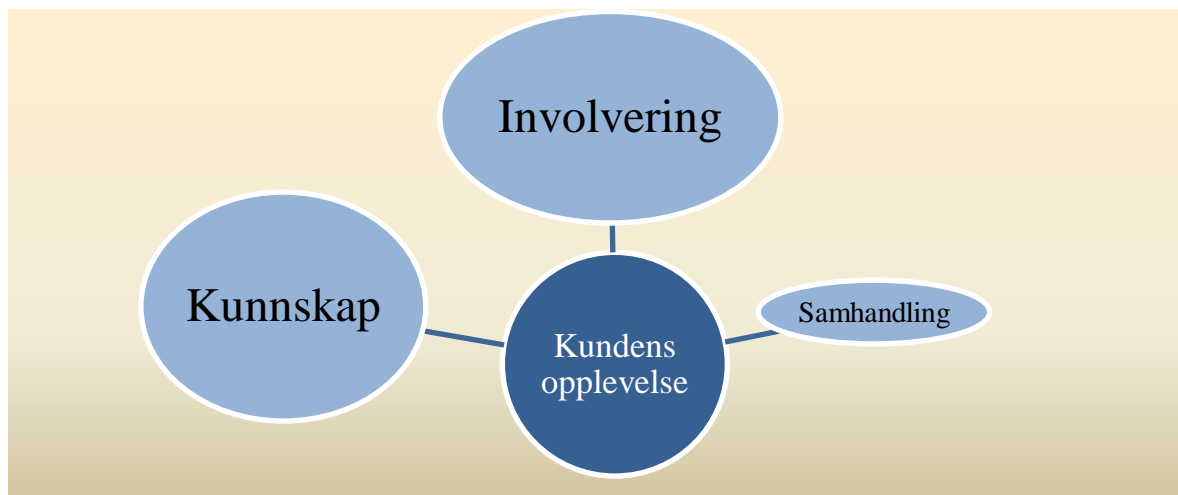 Involvering
Kunnskap
Samhandling
Kundens
opplevelse